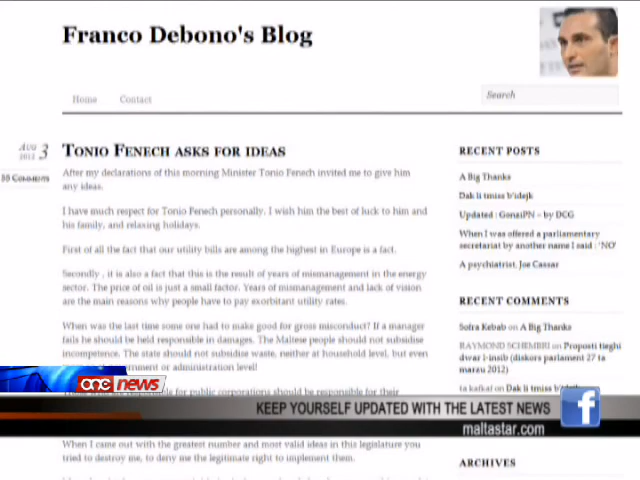 Franco Debono's Blog
Home
Contact
Search
Aug 3
2012
Tonio Fenech asks for ideas
After my declarations of this morning Minister Tonio Fenech invited me to give him
any ideas.
I have much respect for Tonio Fenech personally. I wish him the best of luck to him and
his family, and relaxing holidays.
First of all the fact that our utility bills are among the highest in Europe is a fact.
Secondly , it is also a fact that this is the result of years of mismanagement in the energy
sector. The price of oil is just a small factor. Years of mismanagement and lack of vision
are the main reasons why people have to pay exorbitant utility rates.
When was the last time some one had to make good for gross misconduct? If a manager
fails he should be held responsible in damages. The Maltese people should not subsidise
incompetence. The state should not subsidise waste, neither at household level, but even
or administration level!
for public corporations should be responsible for their
When I came out with the greatest number and most valid ideas in this legislature you
tried to destroy me, to deny me the legitimate right to implement them.
Recent Posts
A Big Thanks
Dak li tmiss b'idejk
Updated : GonziPN – by DCG
When I was offered a parliamentary
secretariat by another name I said : 'NO'
A psychiatrist, Joe Cassar
Recent Comments
Sofra Kebab on A Big Thanks
RAYMOND SCHEMBRI on Proposti tieghi
dwar l-insib (diskors parlament 27 ta
marzu 2012)
ta kafkaf on Dak li tmiss b'idejk
Archives
one news
KEEP YOURSELF UPDATED WITH THE LATEST NEWS
maltastar.com
f